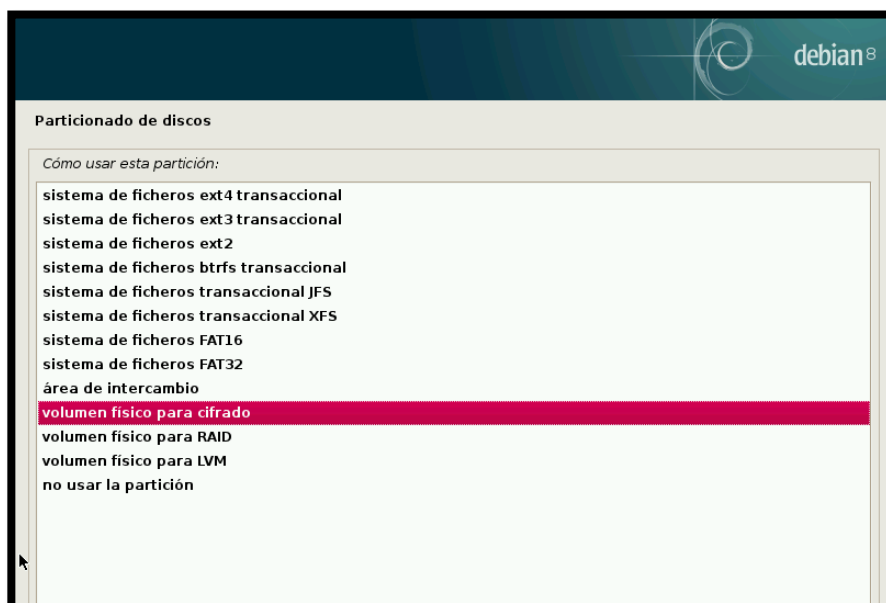 debian 8
Particionado de discos
Cómo usar esta partición:
sistema de ficheros ext4 transaccional
sistema de ficheros ext3 transaccional
sistema de ficheros ext2
sistema de ficheros btrfs transaccional
sistema de ficheros transaccional JFS
sistema de ficheros transaccional XFS
sistema de ficheros FAT16
sistema de ficheros FAT32
área de intercambio
volumen físico para cifrado
volumen físico para RAID
volumen físico para LVM
no usar la partición